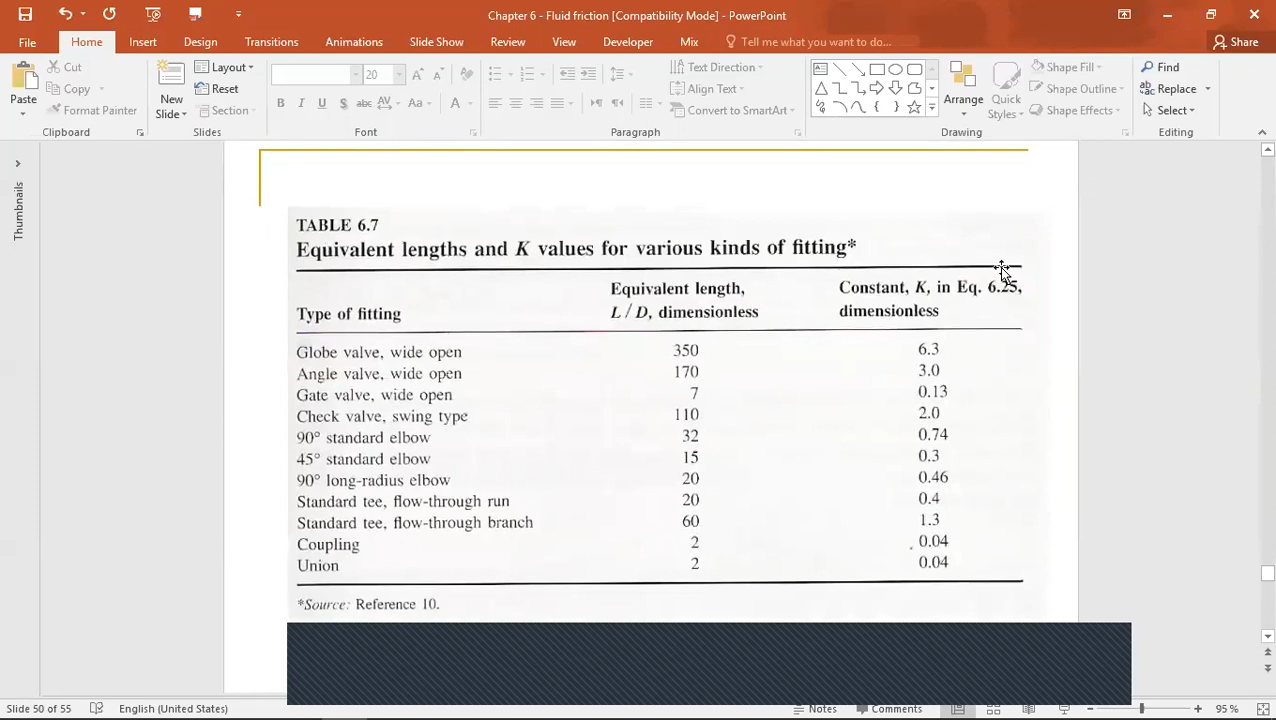 Chapter 6 - Fluid friction [Compatibility Mode] - PowerPoint
File Home Insert Design Transitions Animations Slide Show Review View Developer Mix Tell me what you want to do... Share
Paste
Cut
Copy
Format Painter
Clipboard
New Slide
Layout
Reset
Section
Slides
20
B I U S abc AV Aa A
Font
Text Direction
Align Text
Convert to SmartArt
Paragraph
Arrange
Quick Styles
Shape Fill
Shape Outline
Shape Effects
Drawing
Find
Replace
Select
Editing
Thumbnails
TABLE 6.7
Equivalent lengths and K values for various kinds of fitting*
Type of fitting
Equivalent length,
L / D, dimensionless
Constant, K, in Eq. 6.25,
dimensionless
Globe valve, wide open 350 6.3
Angle valve, wide open 170 3.0
Gate valve, wide open 7 0.13
Check valve, swing type 110 2.0
90° standard elbow 32 0.74
45° standard elbow 15 0.3
90° long-radius elbow 20 0.46
Standard tee, flow-through run 20 0.4
Standard tee, flow-through branch 60 1.3
Coupling 2 0.04
Union 2 0.04
*Source: Reference 10.
Slide 50 of 55 English (United States) Notes Comments 95 %